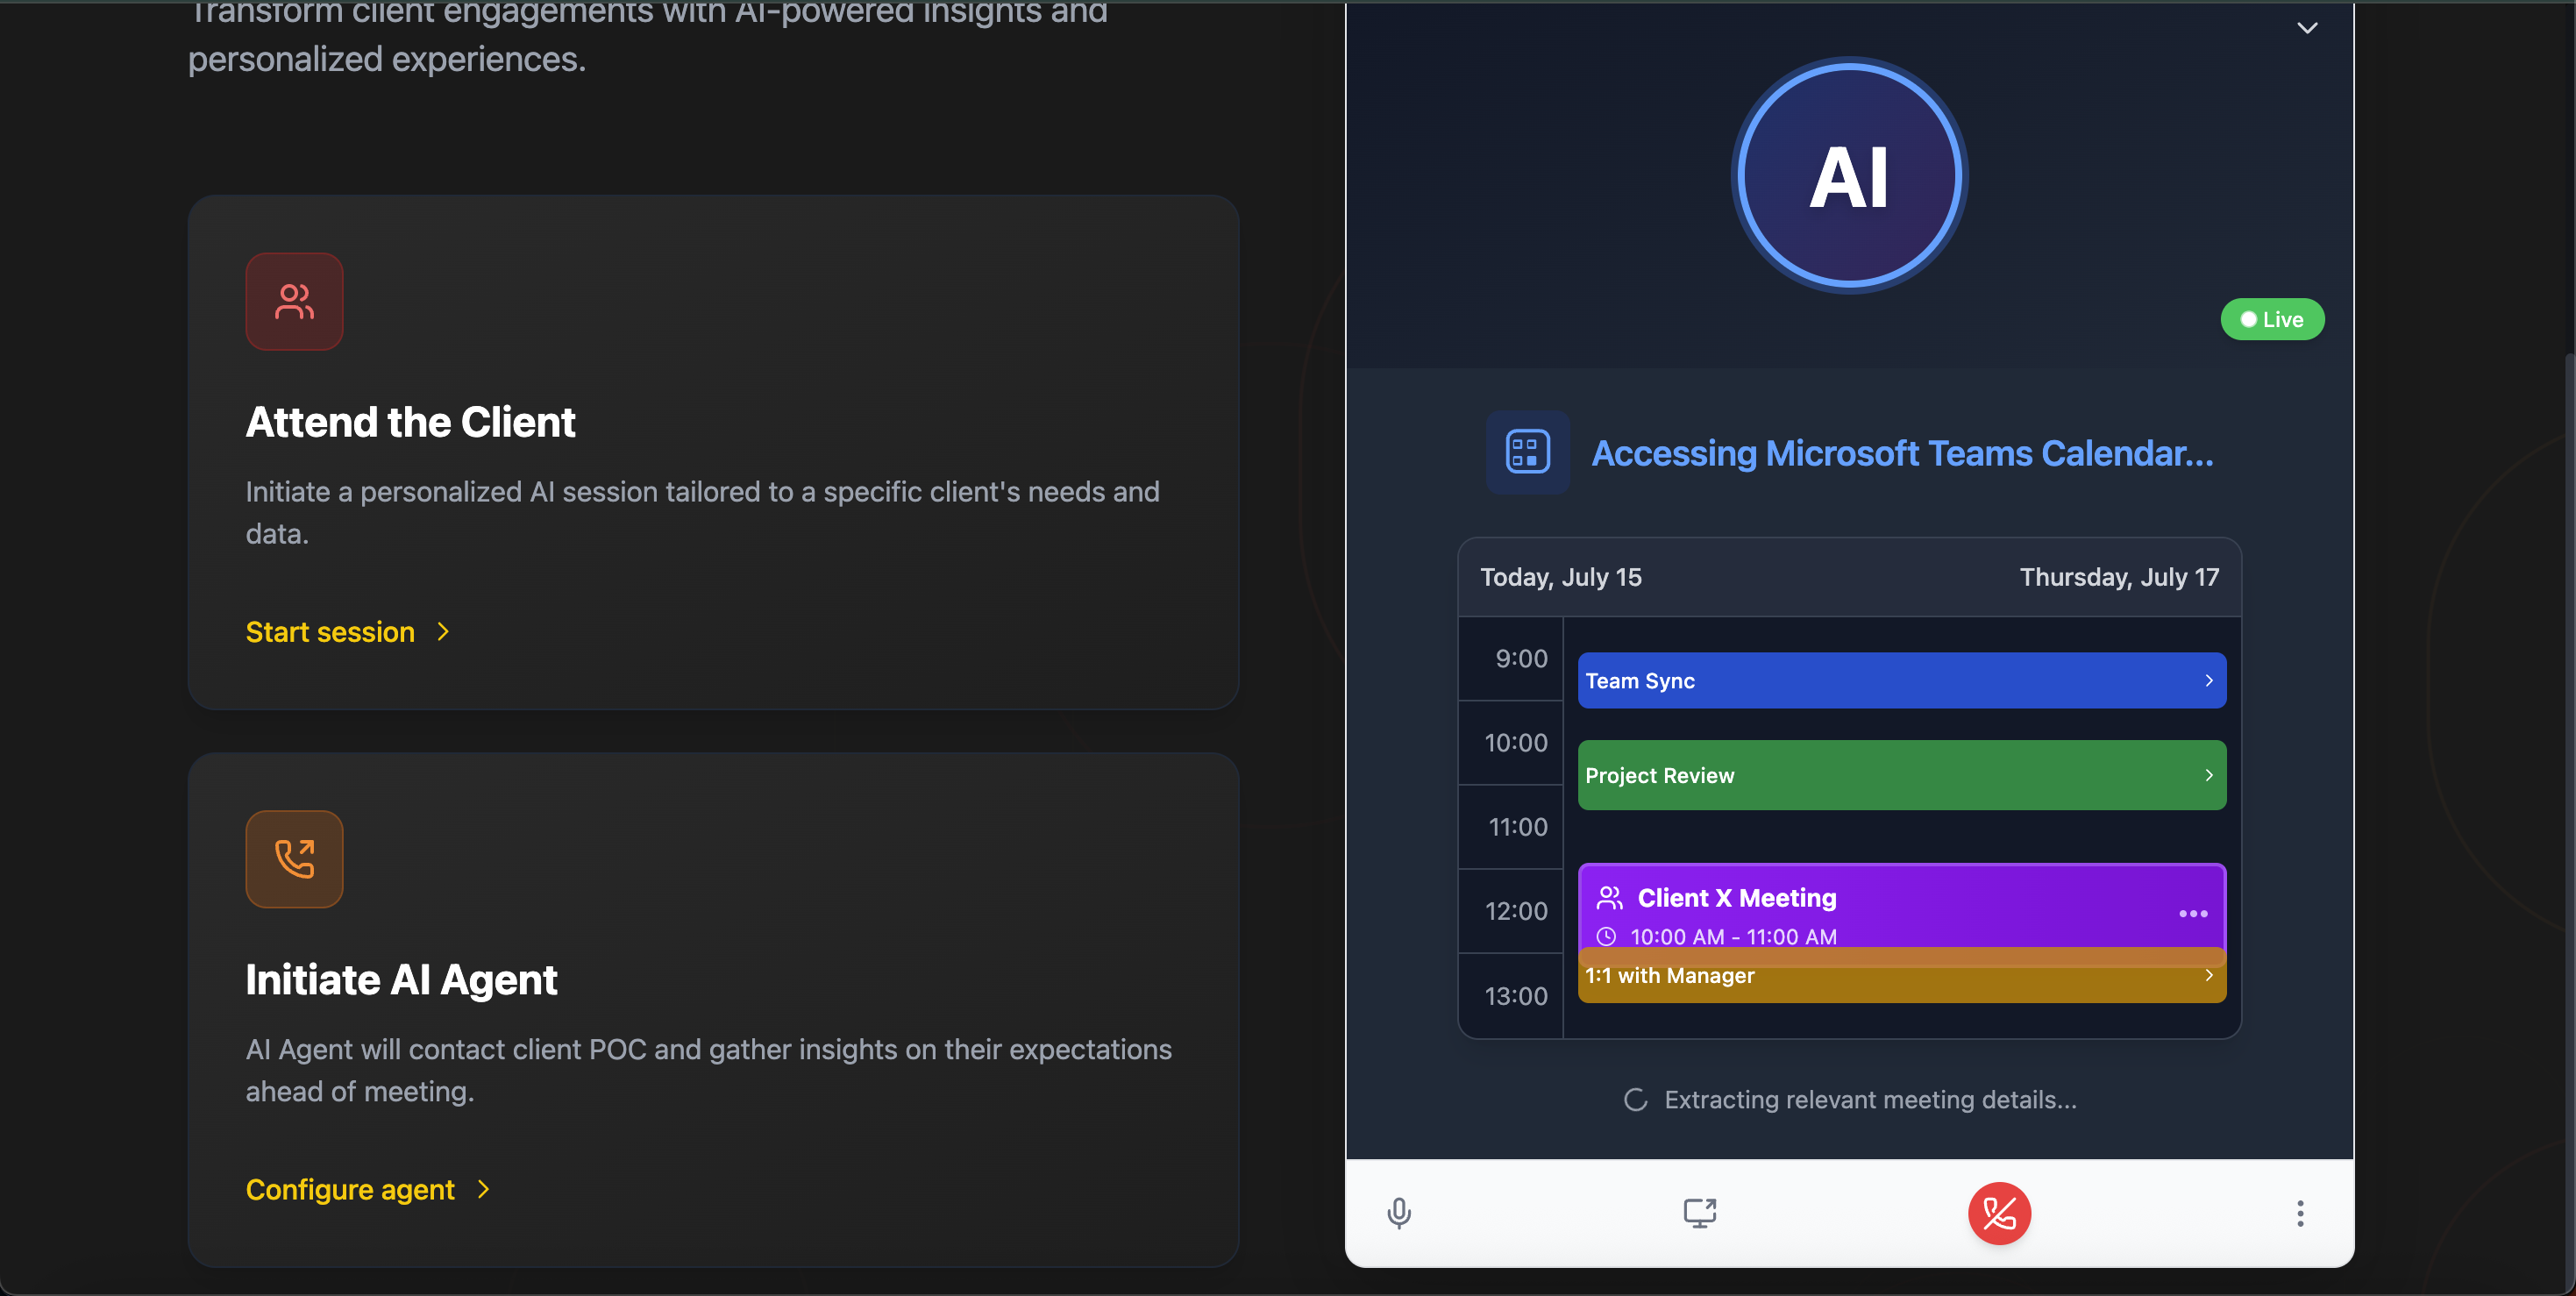 Transform client engagements with AI-powered insights and
personalized experiences.
Attend the Client
Initiate a personalized AI session tailored to a specific client's needs and
data.
Start session
Initiate AI Agent
AI Agent will contact client POC and gather insights on their expectations
ahead of meeting.
Configure agent
AI
Live
Accessing Microsoft Teams Calendar...
Today, July 15
Thursday, July 17
9:00
Team Sync
10:00
Project Review
11:00
12:00
Client X Meeting
10:00 AM - 11:00 AM
1:1 with Manager
13:00
Extracting relevant meeting details...